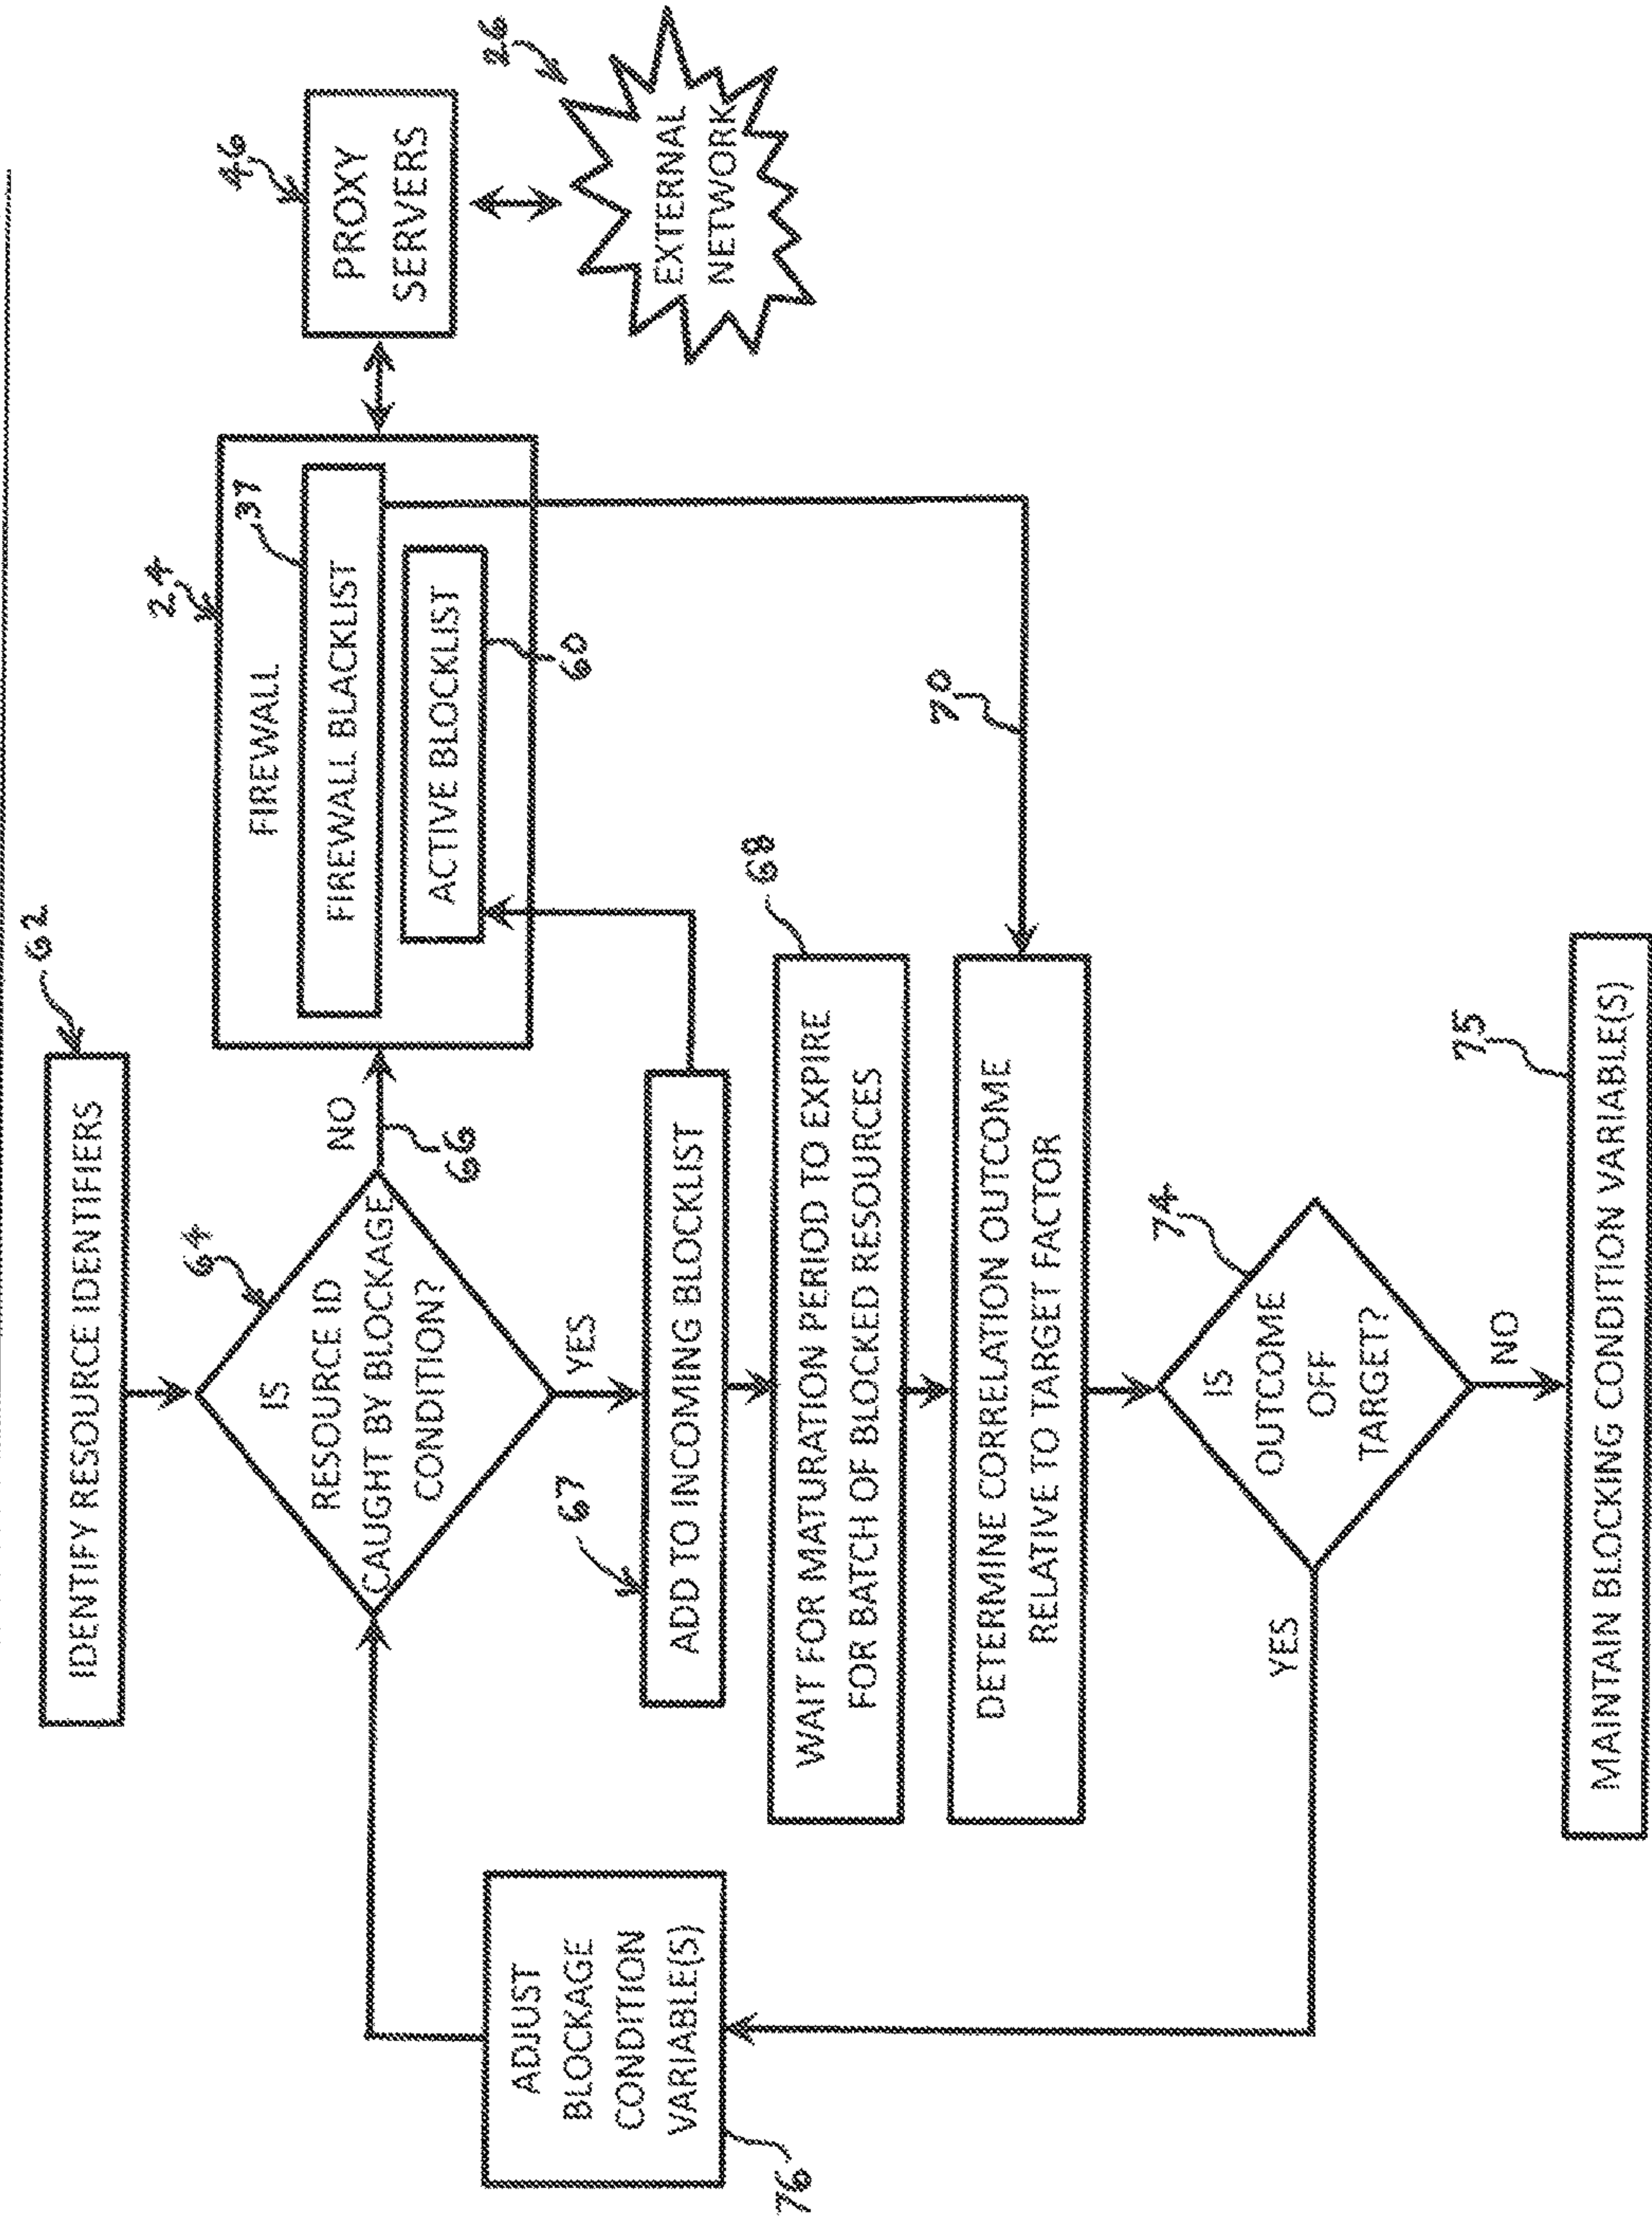 62
IDENTIFY RESOURCE IDENTIFIERS
64
IS
RESOURCE ID
CAUGHT BY BLOCKAGE
CONDITION?
NO
66
YES
24
FIREWALL
37
FIREWALL BLACKLIST
ACTIVE BLOCKLIST
60
46
PROXY
SERVERS
26
EXTERNAL
NETWORK
67
ADD TO INCOMING BLOCKLIST
68
WAIT FOR MATURATION PERIOD TO EXPIRE
FOR BATCH OF BLOCKED RESOURCES
70
DETERMINE CORRELATION OUTCOME
RELATIVE TO TARGET FACTOR
74
IS
OUTCOME
OFF
TARGET?
YES
NO
75
MAINTAIN BLOCKING CONDITION VARIABLE(S)
ADJUST
BLOCKAGE
CONDITION
VARIABLE(S)
76